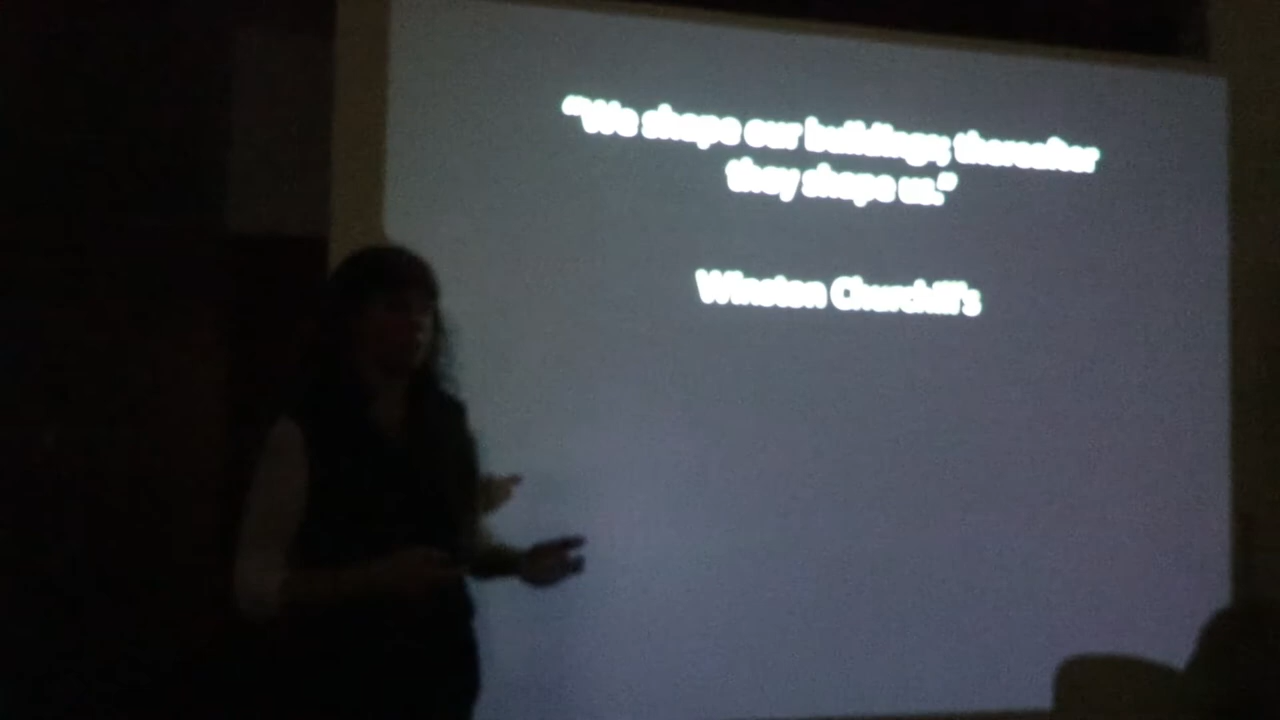 “We shape our buildings; thereafter
they shape us.”
Winston Churchill's